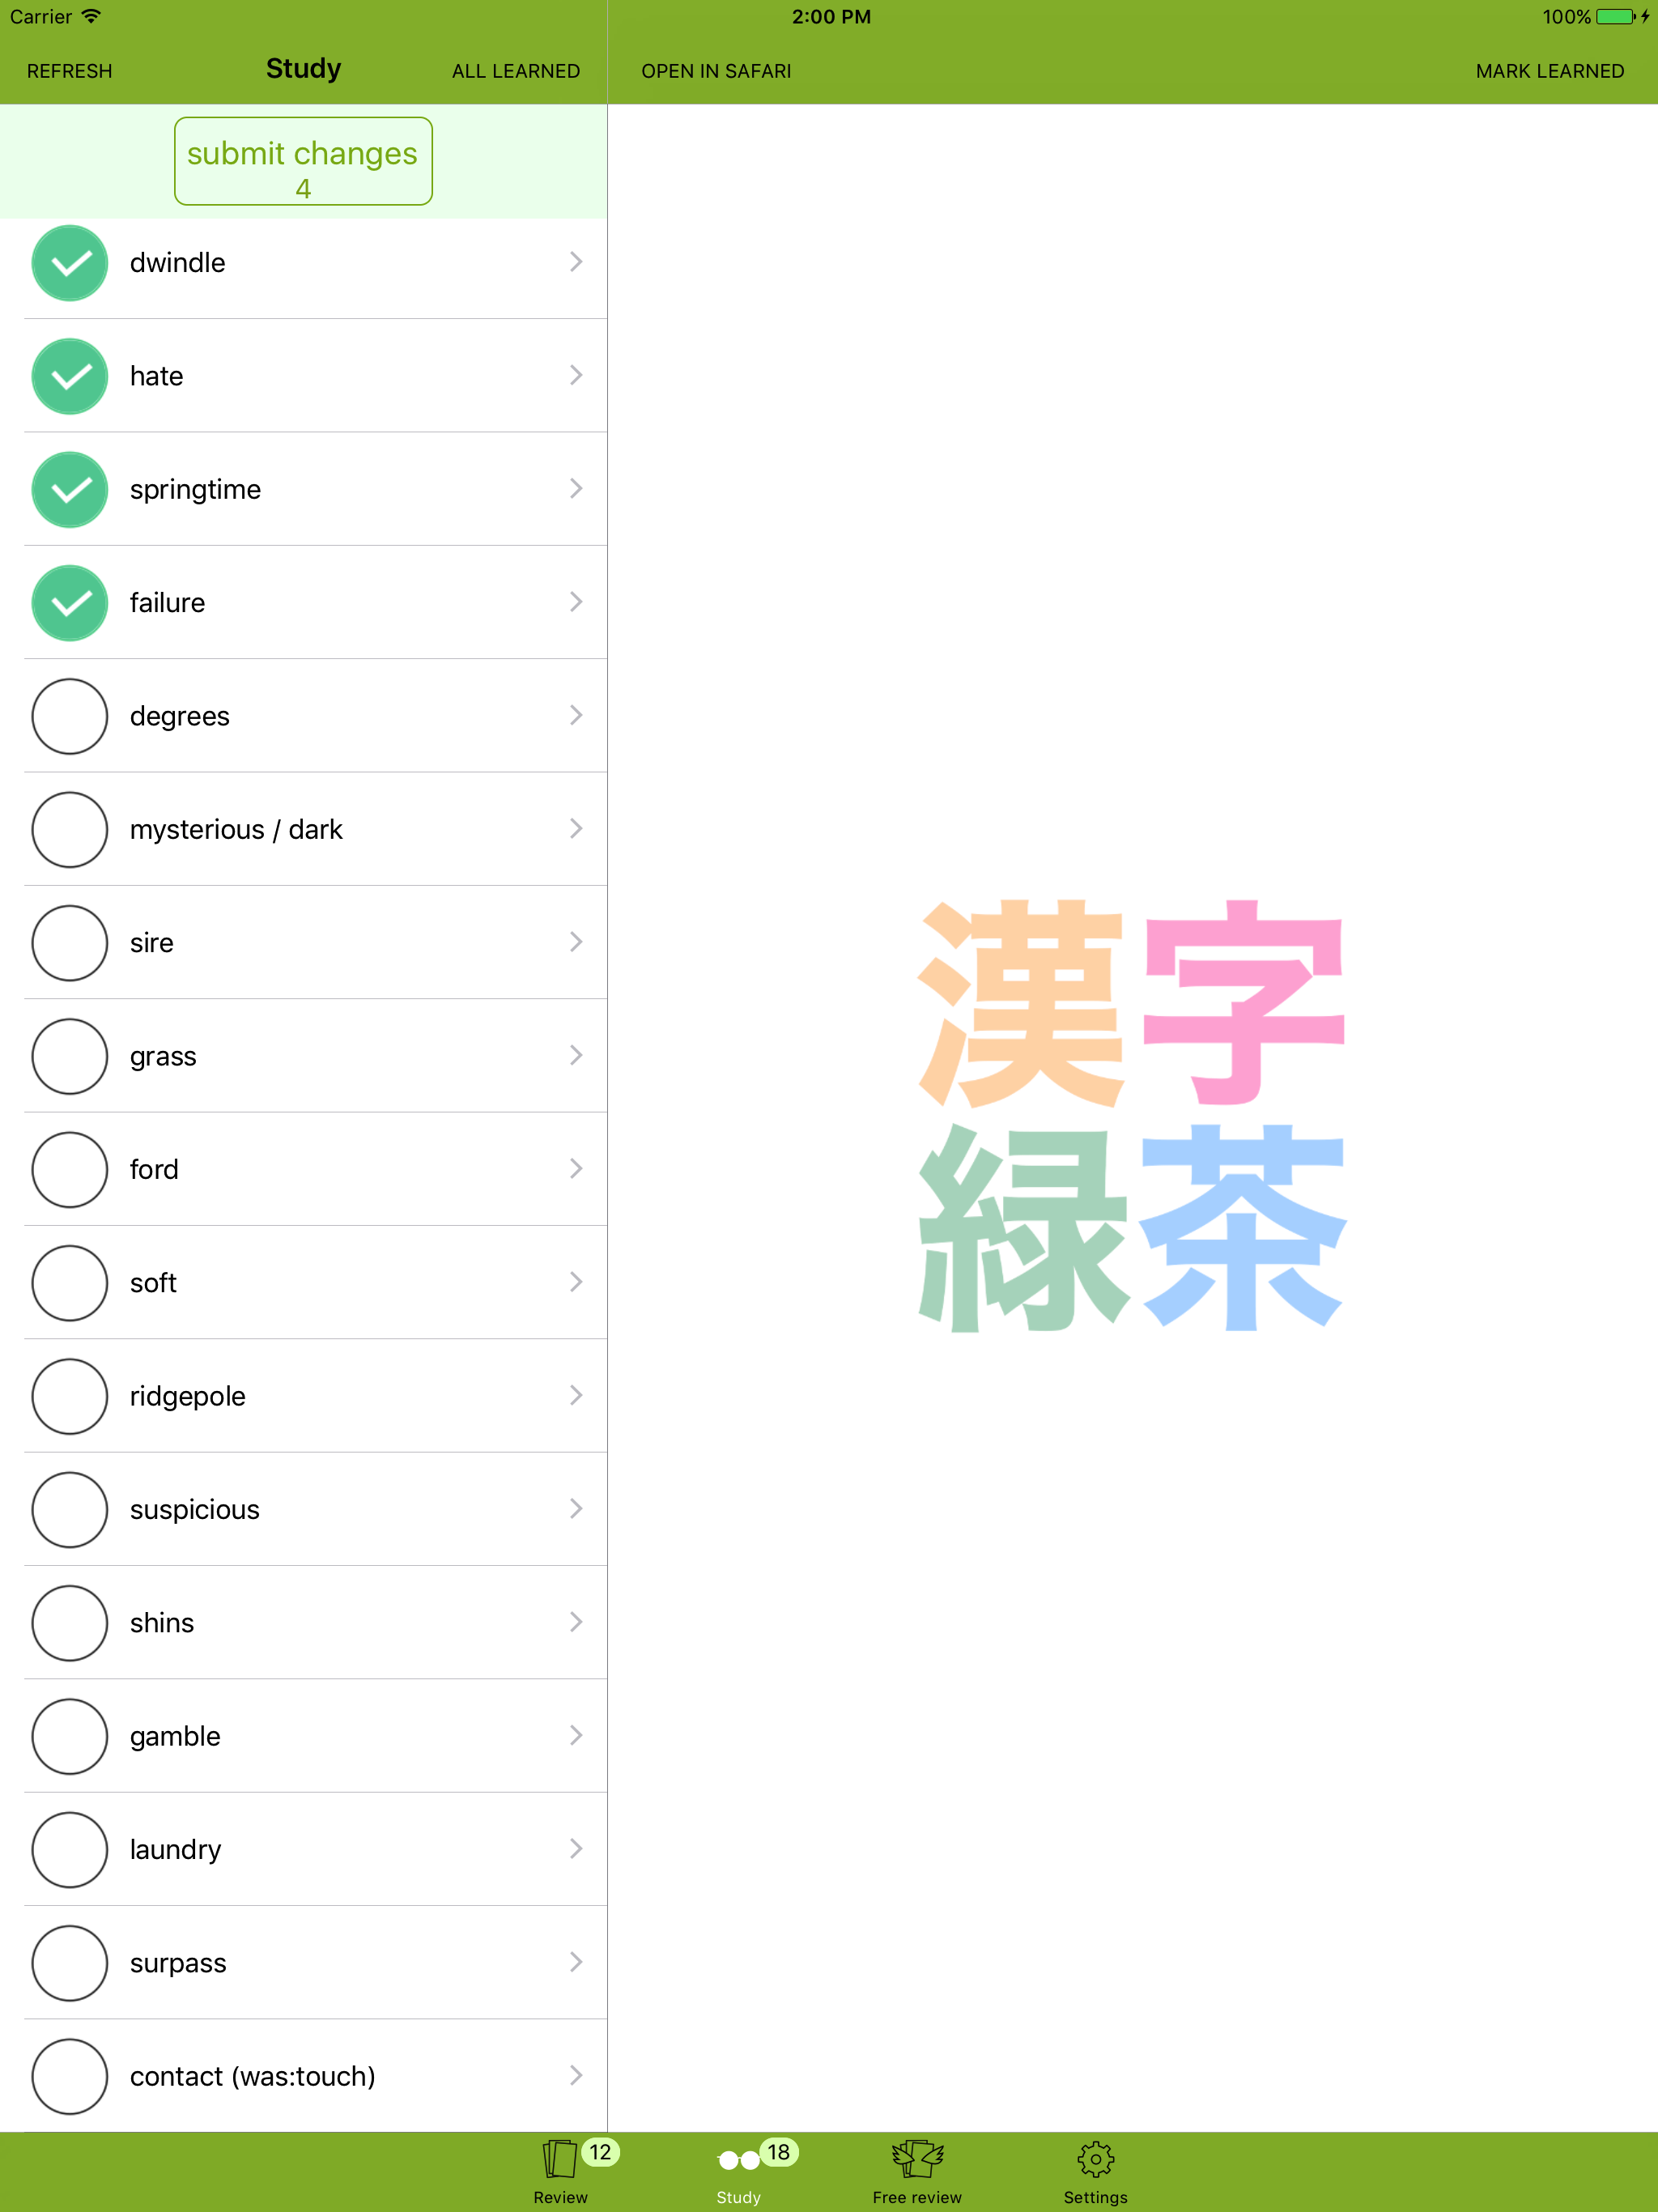 Carrier 2:00 PM 100%
REFRESH Study ALL LEARNED OPEN IN SAFARI MARK LEARNED
submit changes
4
dwindle
hate
springtime
failure
degrees
mysterious / dark
sire
grass
ford
soft
ridgepole
suspicious
shins
gamble
laundry
surpass
contact (was:touch)
漢字
緑茶
12 18
Review Study Free review Settings